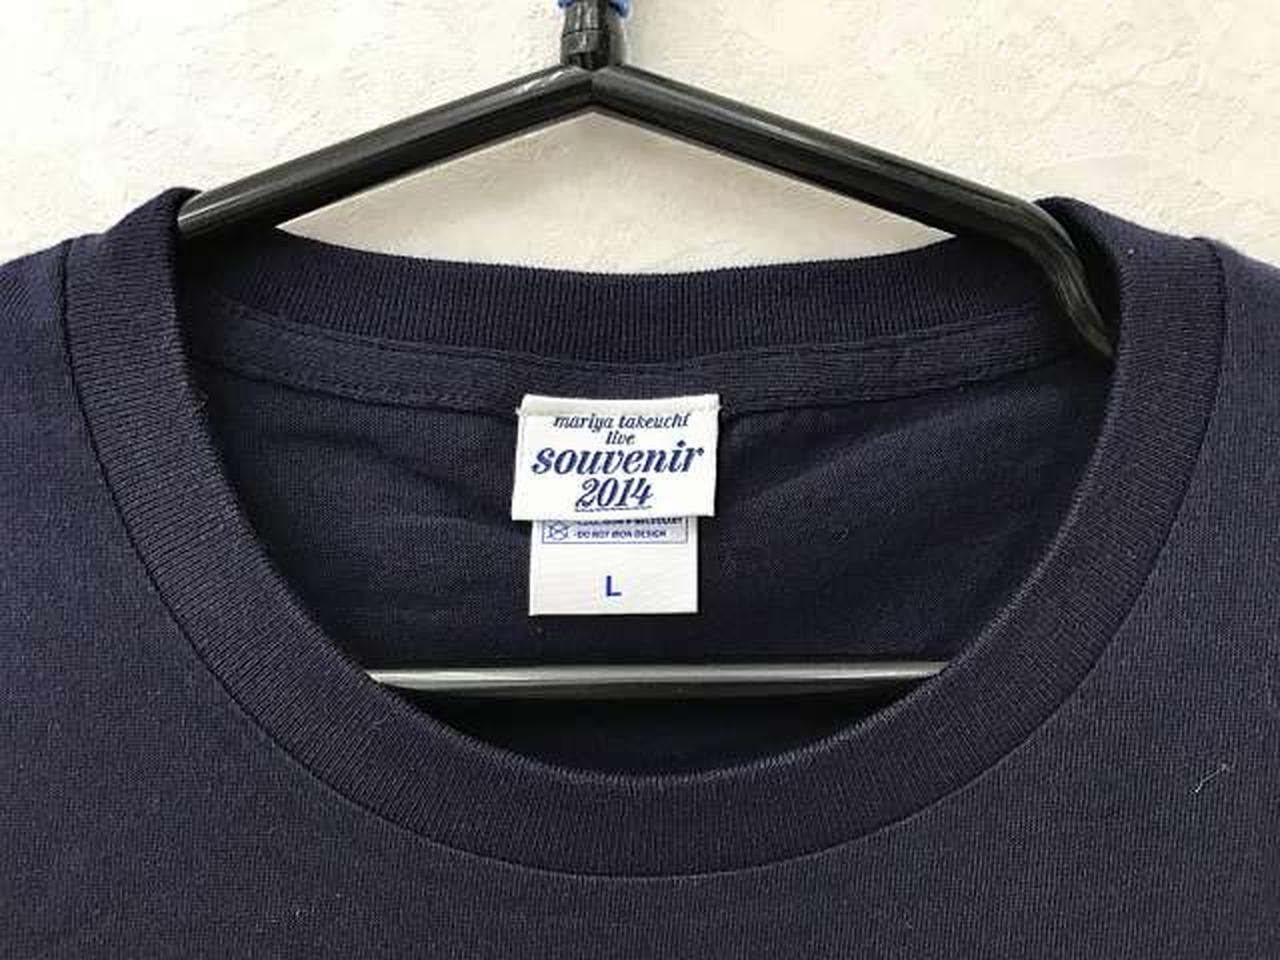 mariya takeuchi
live
souvenir
2014
-DO NOT IRON DESIGN
L